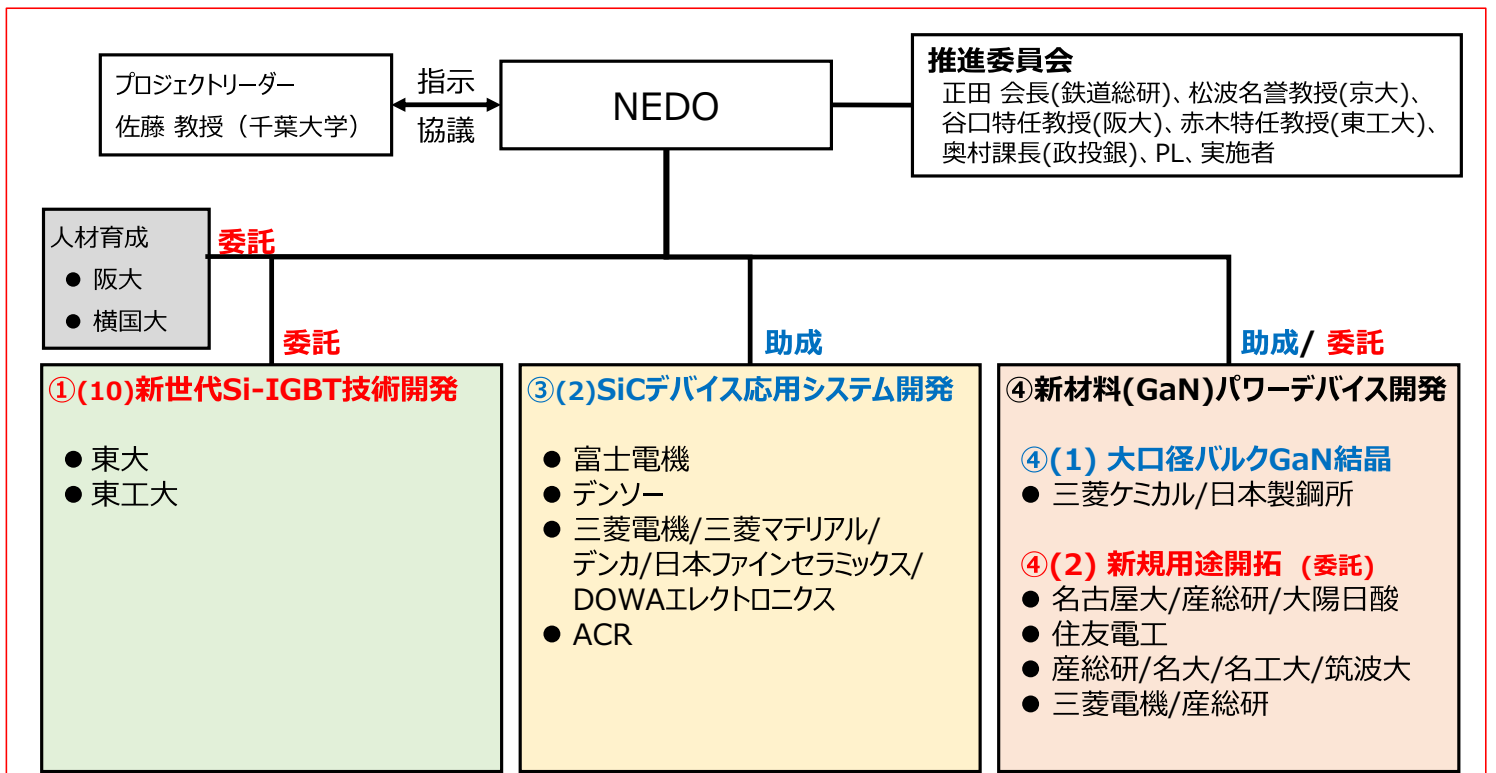 プロジェクトリーダー
佐藤 教授（千葉大学）
指示
協議
NEDO
推進委員会
正田 会長(鉄道総研)、松波名誉教授(京大)、
谷口特任教授(阪大)、赤木特任教授(東工大)、
奥村課長(政投銀)、PL、実施者
人材育成
● 阪大
● 横国大
委託
委託
①(10)新世代Si-IGBT技術開発
● 東大
● 東工大
助成
③(2)SiCデバイス応用システム開発
● 富士電機
● デンソー
● 三菱電機/三菱マテリアル/
デンカ/日本ファインセラミックス/
DOWAエレクトロニクス
● ACR
助成/ 委託
④新材料(GaN)パワーデバイス開発
④(1) 大口径バルクGaN結晶
● 三菱ケミカル/日本製鋼所
④(2) 新規用途開拓 (委託)
● 名古屋大/産総研/大陽日酸
● 住友電工
● 産総研/名大/名工大/筑波大
● 三菱電機/産総研